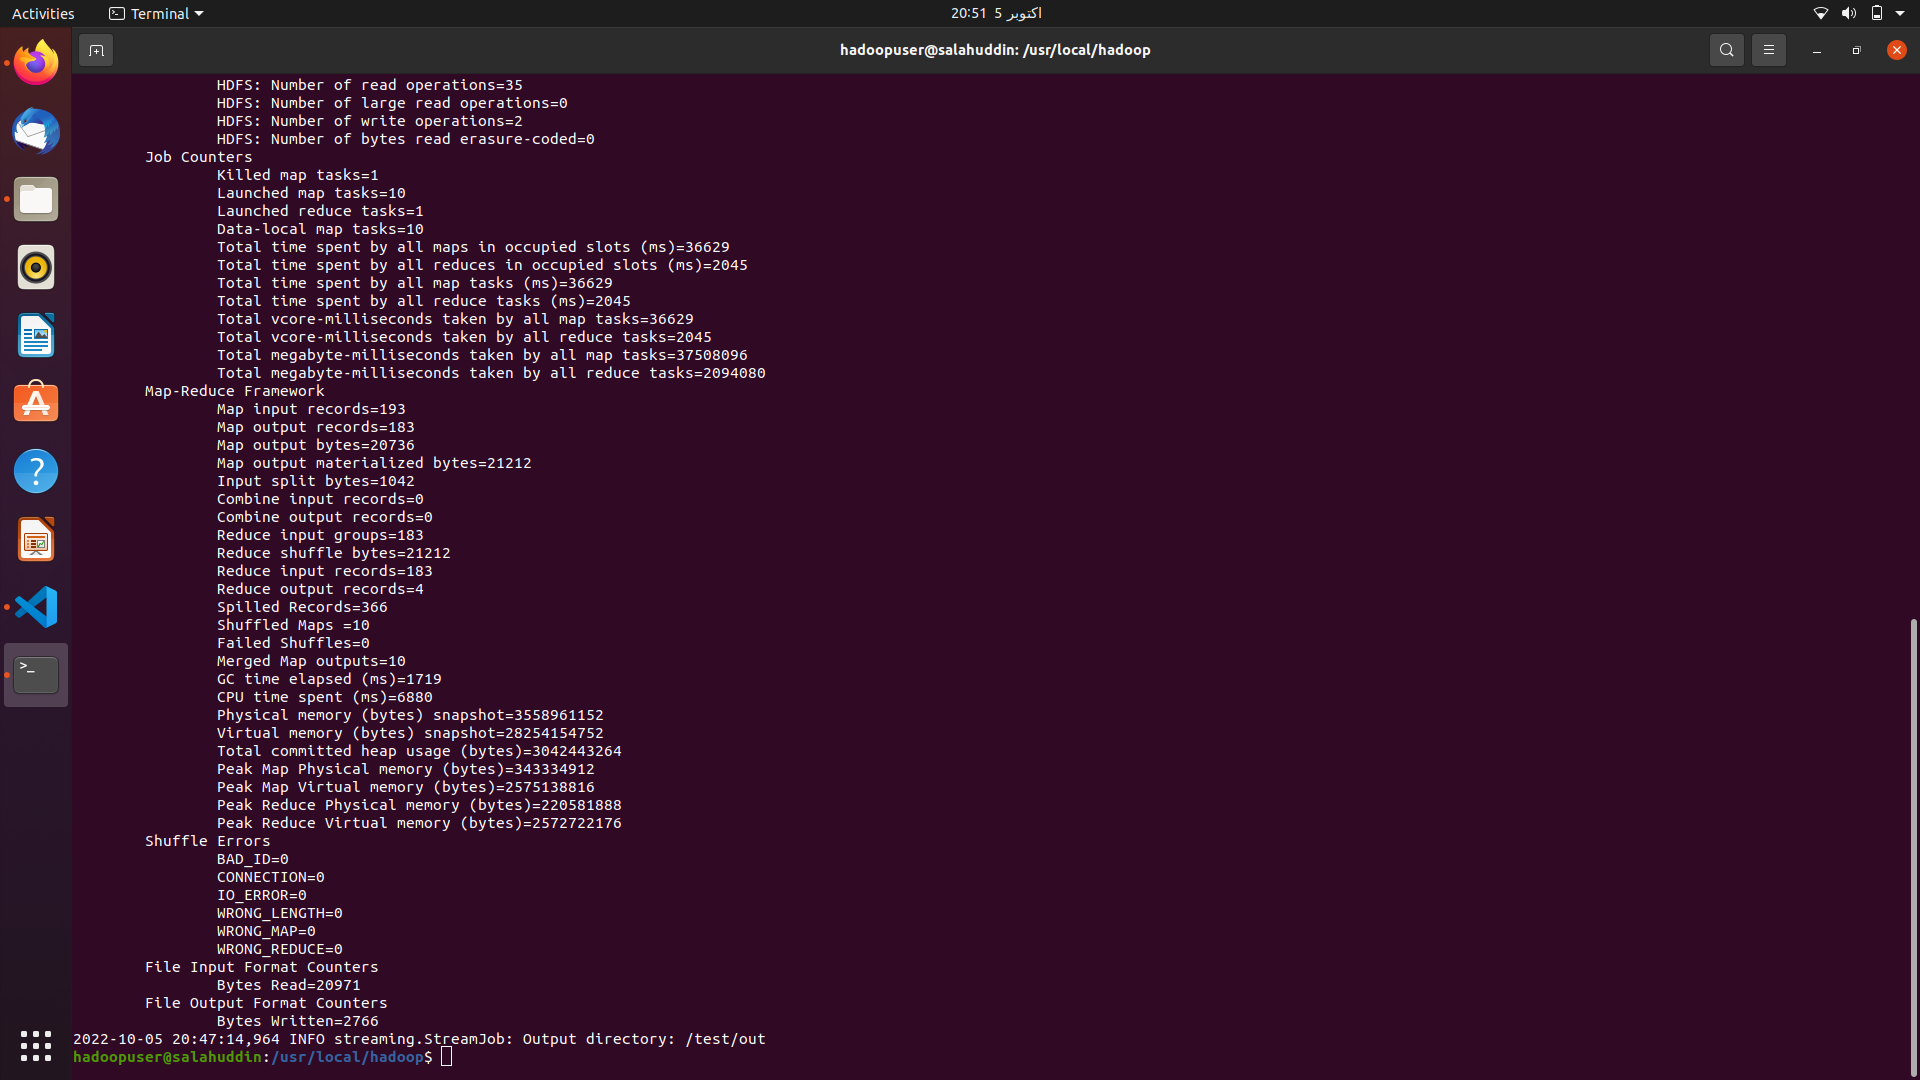 Activities
Terminal
20:51 5 اکتوبر
hadoopuser@salahuddin: /usr/local/hadoop
HDFS: Number of read operations=35
HDFS: Number of large read operations=0
HDFS: Number of write operations=2
HDFS: Number of bytes read erasure-coded=0
Job Counters
Killed map tasks=1
Launched map tasks=10
Launched reduce tasks=1
Data-local map tasks=10
Total time spent by all maps in occupied slots (ms)=36629
Total time spent by all reduces in occupied slots (ms)=2045
Total time spent by all map tasks (ms)=36629
Total time spent by all reduce tasks (ms)=2045
Total vcore-milliseconds taken by all map tasks=36629
Total vcore-milliseconds taken by all reduce tasks=2045
Total megabyte-milliseconds taken by all map tasks=37508096
Total megabyte-milliseconds taken by all reduce tasks=2094080
Map-Reduce Framework
Map input records=193
Map output records=183
Map output bytes=20736
Map output materialized bytes=21212
Input split bytes=1042
Combine input records=0
Combine output records=0
Reduce input groups=183
Reduce shuffle bytes=21212
Reduce input records=183
Reduce output records=4
Spilled Records=366
Shuffled Maps =10
Failed Shuffles=0
Merged Map outputs=10
GC time elapsed (ms)=1719
CPU time spent (ms)=6880
Physical memory (bytes) snapshot=3558961152
Virtual memory (bytes) snapshot=28254154752
Total committed heap usage (bytes)=3042443264
Peak Map Physical memory (bytes)=343334912
Peak Map Virtual memory (bytes)=2575138816
Peak Reduce Physical memory (bytes)=220581888
Peak Reduce Virtual memory (bytes)=2572722176
Shuffle Errors
BAD_ID=0
CONNECTION=0
IO_ERROR=0
WRONG_LENGTH=0
WRONG_MAP=0
WRONG_REDUCE=0
File Input Format Counters
Bytes Read=20971
File Output Format Counters
Bytes Written=2766
2022-10-05 20:47:14,964 INFO streaming.StreamJob: Output directory: /test/out
hadoopuser@salahuddin:/usr/local/hadoop$